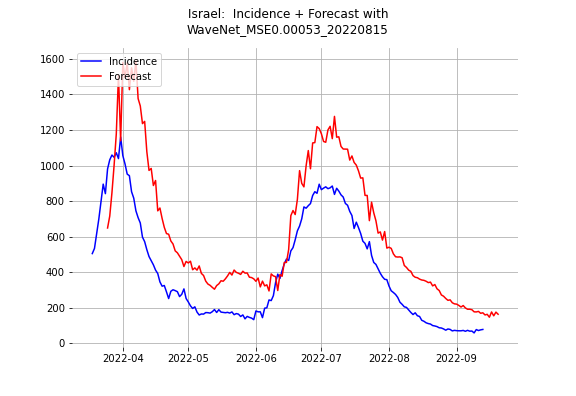 Israel:  Incidence + Forecast with
WaveNet_MSE0.00053_20220815
Incidence
Forecast
1600
1400
1200
1000
800
600
400
200
0
2022-04 2022-05 2022-06 2022-07 2022-08 2022-09